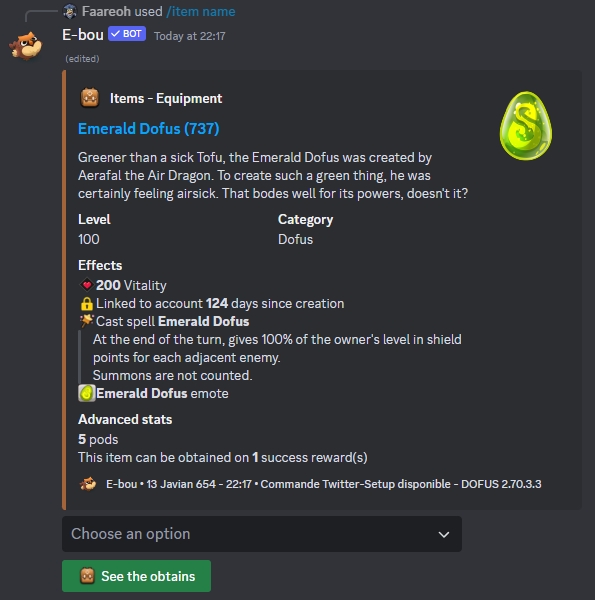 Faareoh used /item name
E-bou ✓ BOT Today at 22:17
(edited)
Items - Equipment
Emerald Dofus (737)
Greener than a sick Tofu, the Emerald Dofus was created by
Aerafal the Air Dragon. To create such a green thing, he was
certainly feeling airsick. That bodes well for its powers, doesn't it?
Level Category
100 Dofus
Effects
200 Vitality
Linked to account 124 days since creation
Cast spell Emerald Dofus
At the end of the turn, gives 100% of the owner's level in shield
points for each adjacent enemy.
Summons are not counted.
Emerald Dofus emote
Advanced stats
5 pods
This item can be obtained on 1 success reward(s)
E-bou • 13 Javian 654 - 22:17 • Commande Twitter-Setup disponible - DOFUS 2.70.3.3
Choose an option
See the obtains